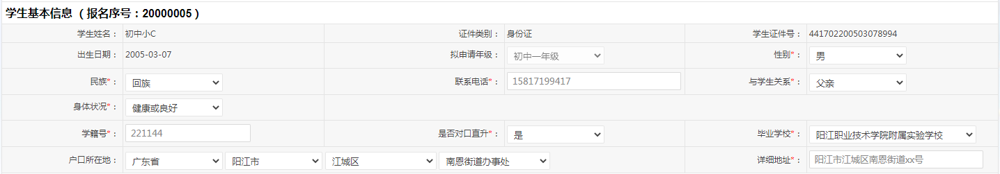 学生基本信息（报名序号：20000005）
学生姓名： 初中小C 证件类别： 身份证 学生证件号： 441702200503078994
出生日期： 2005-03-07 拟申请年级： 初中一年级 性别*： 男
民族*： 回族 联系电话*： 15817199417 与学生关系*： 父亲
身体状况*： 健康或良好
学籍号*： 221144 是否对口直升*： 是 毕业学校*： 阳江职业技术学院附属实验学校
户口所在地： 广东省 阳江市 江城区 南恩街道办事处 详细地址*： 阳江市江城区南恩街道xx号